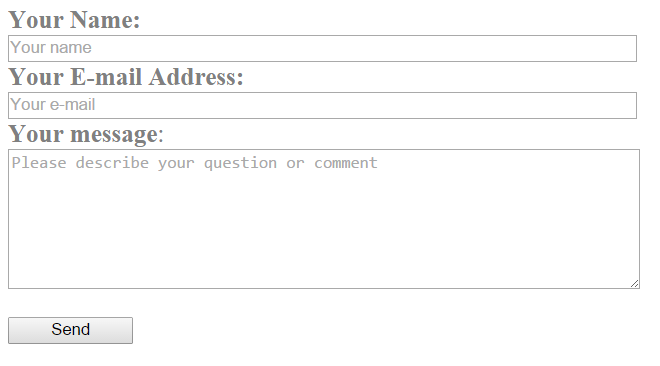 Your Name:
Your name
Your E-mail Address:
Your e-mail
Your message:
Please describe your question or comment
Send